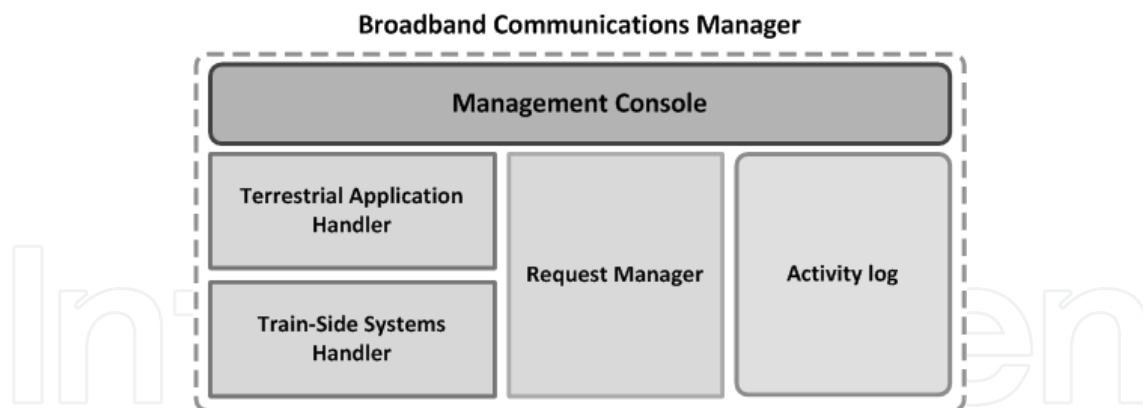 Broadband Communications Manager
Management Console
Terrestrial Application
Handler
Request Manager
Activity log
Train-Side Systems
Handler